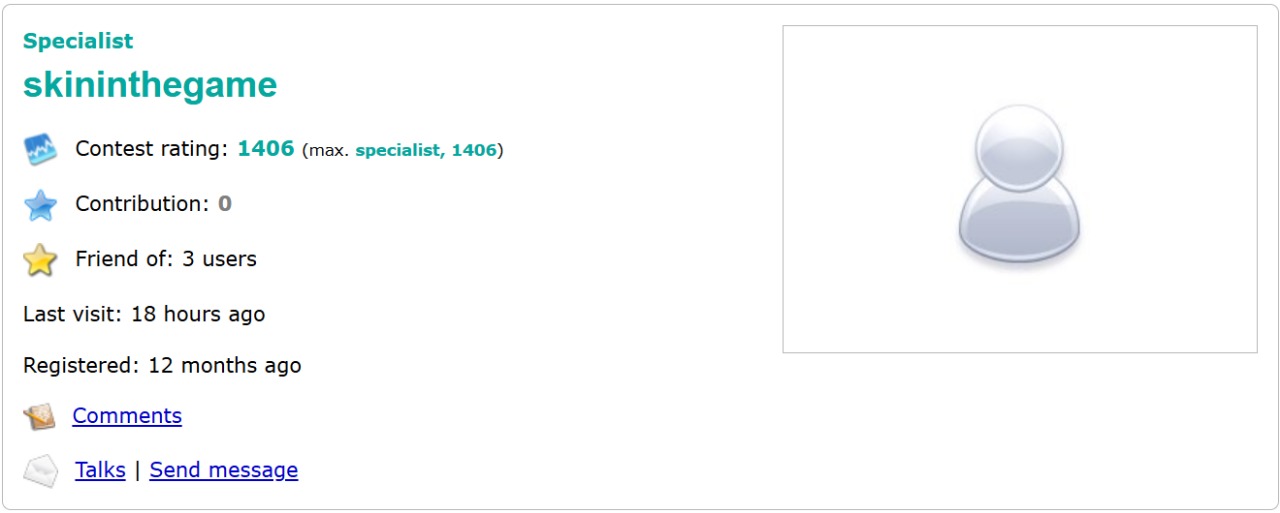 Specialist
skininthegame
Contest rating: 1406 (max. specialist, 1406)
Contribution: 0
Friend of: 3 users
Last visit: 18 hours ago
Registered: 12 months ago
Comments
Talks | Send message